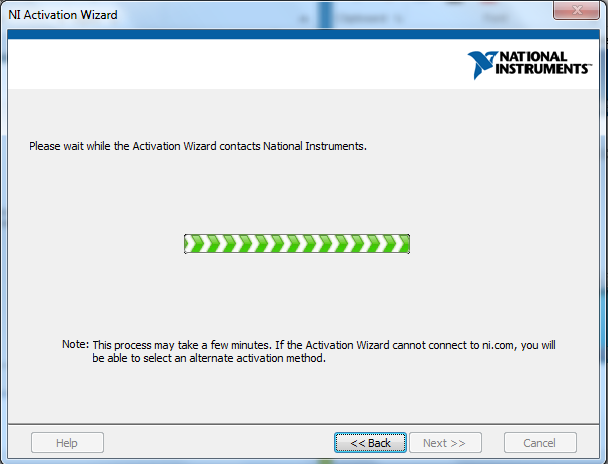 NI Activation Wizard
NATIONAL
INSTRUMENTS™
Please wait while the Activation Wizard contacts National Instruments.
Note: This process may take a few minutes. If the Activation Wizard cannot connect to ni.com, you will
be able to select an alternate activation method.
Help
<< Back
Next >>
Cancel